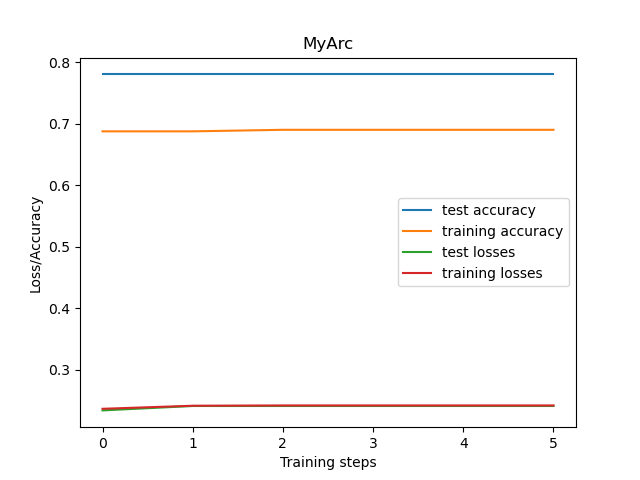 MyArc
0.8
0.7
0.6
0.5
0.4
0.3
Loss/Accuracy
test accuracy
training accuracy
test losses
training losses
0 1 2 3 4 5
Training steps